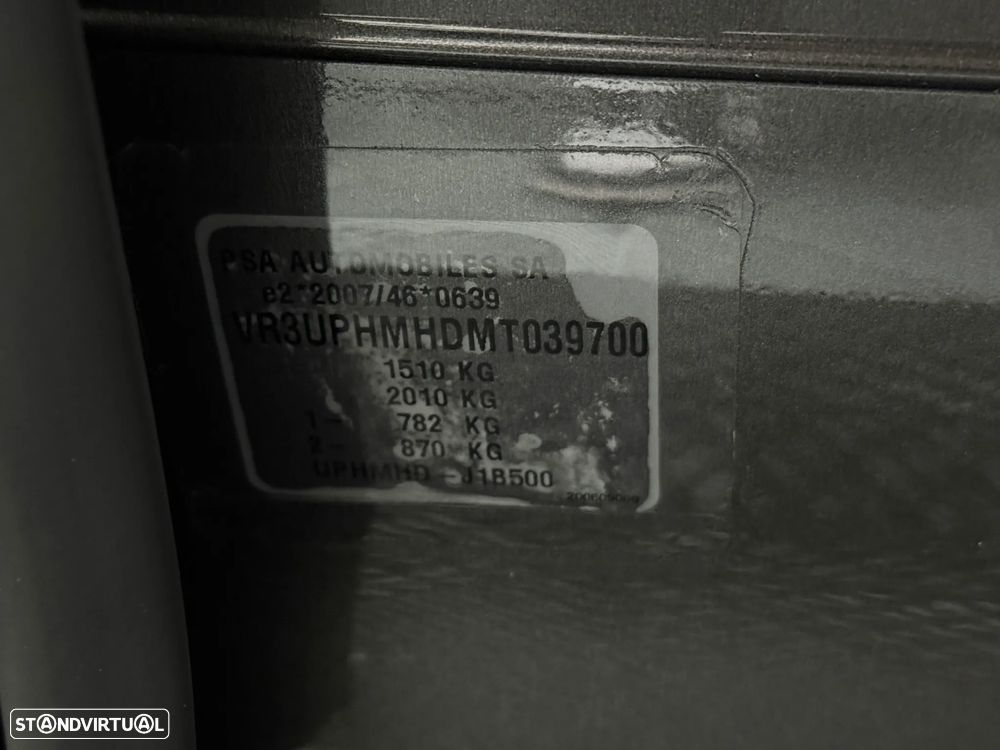 PSA AUTOMOBILES SA
e2*2007/46*0639
VR3UPHMHDMT039700
1510 KG
2010 KG
1- 782 KG
2- 870 KG
UPHMHD-J1B500
STANDVIRTUAL